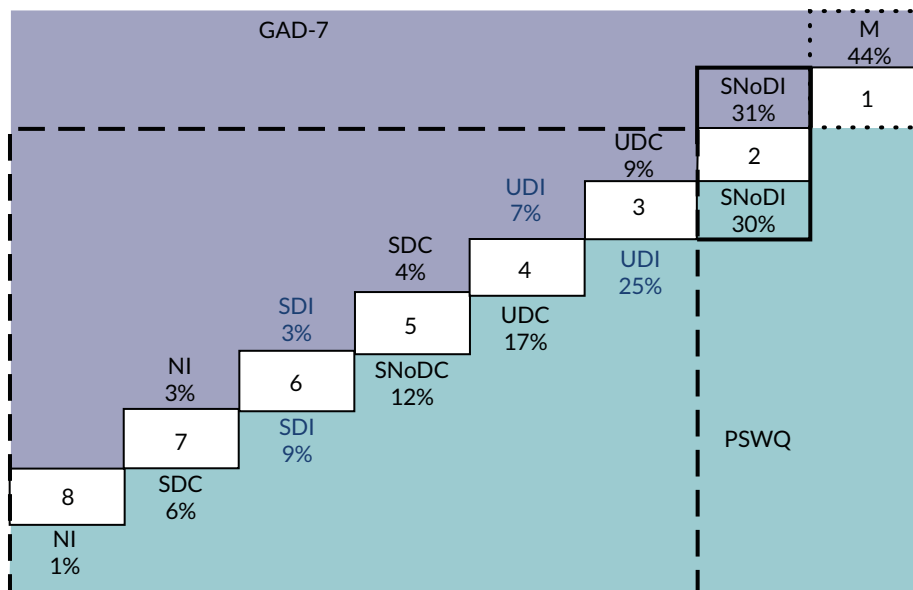 GAD-7
M
44%
1
SNoDI
31%
2
SNoDI
30%
UDC
9%
3
UDI
25%
UDI
7%
4
UDC
17%
SDC
4%
5
SNoDC
12%
SDI
3%
6
SDI
9%
NI
3%
7
SDC
6%
8
NI
1%
PSWQ